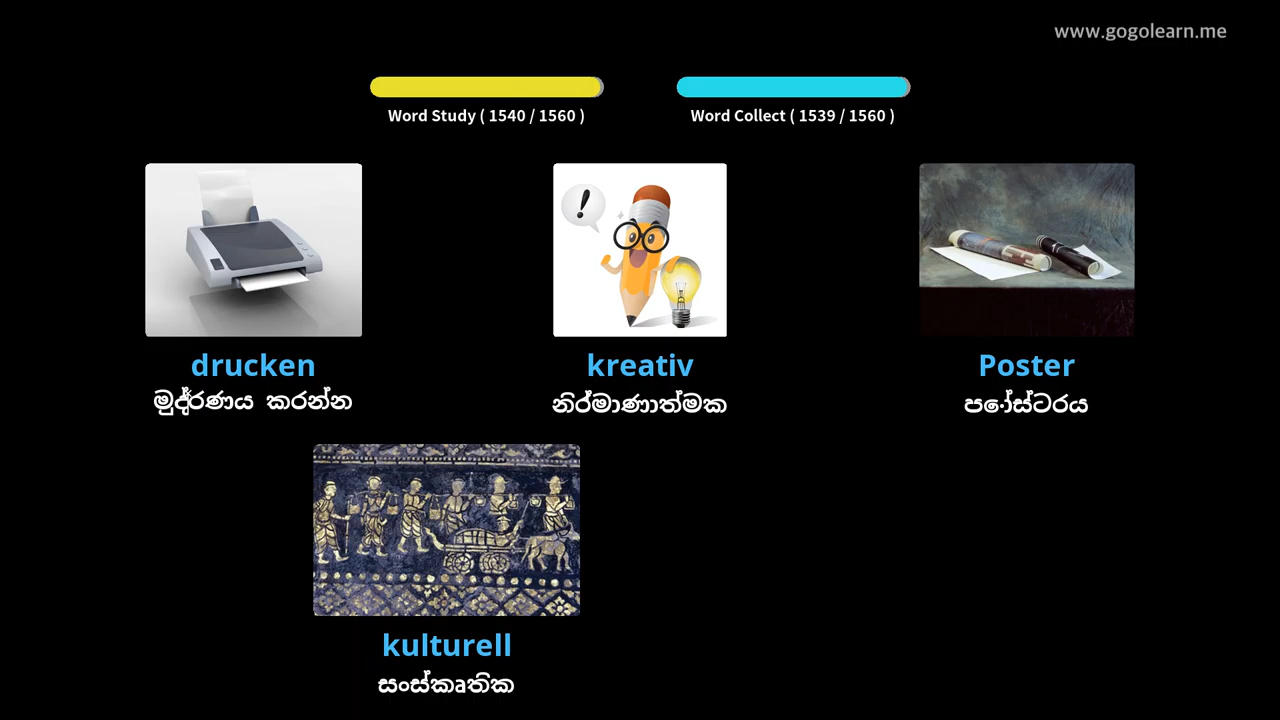 www.gogolearn.me
Word Study ( 1540 / 1560 )
Word Collect ( 1539 / 1560 )
drucken
මුද්රණය කරන්න
kreativ
නිර්මාණාත්මක
Poster
පෝස්ටරය
kulturell
සංස්කෘතික